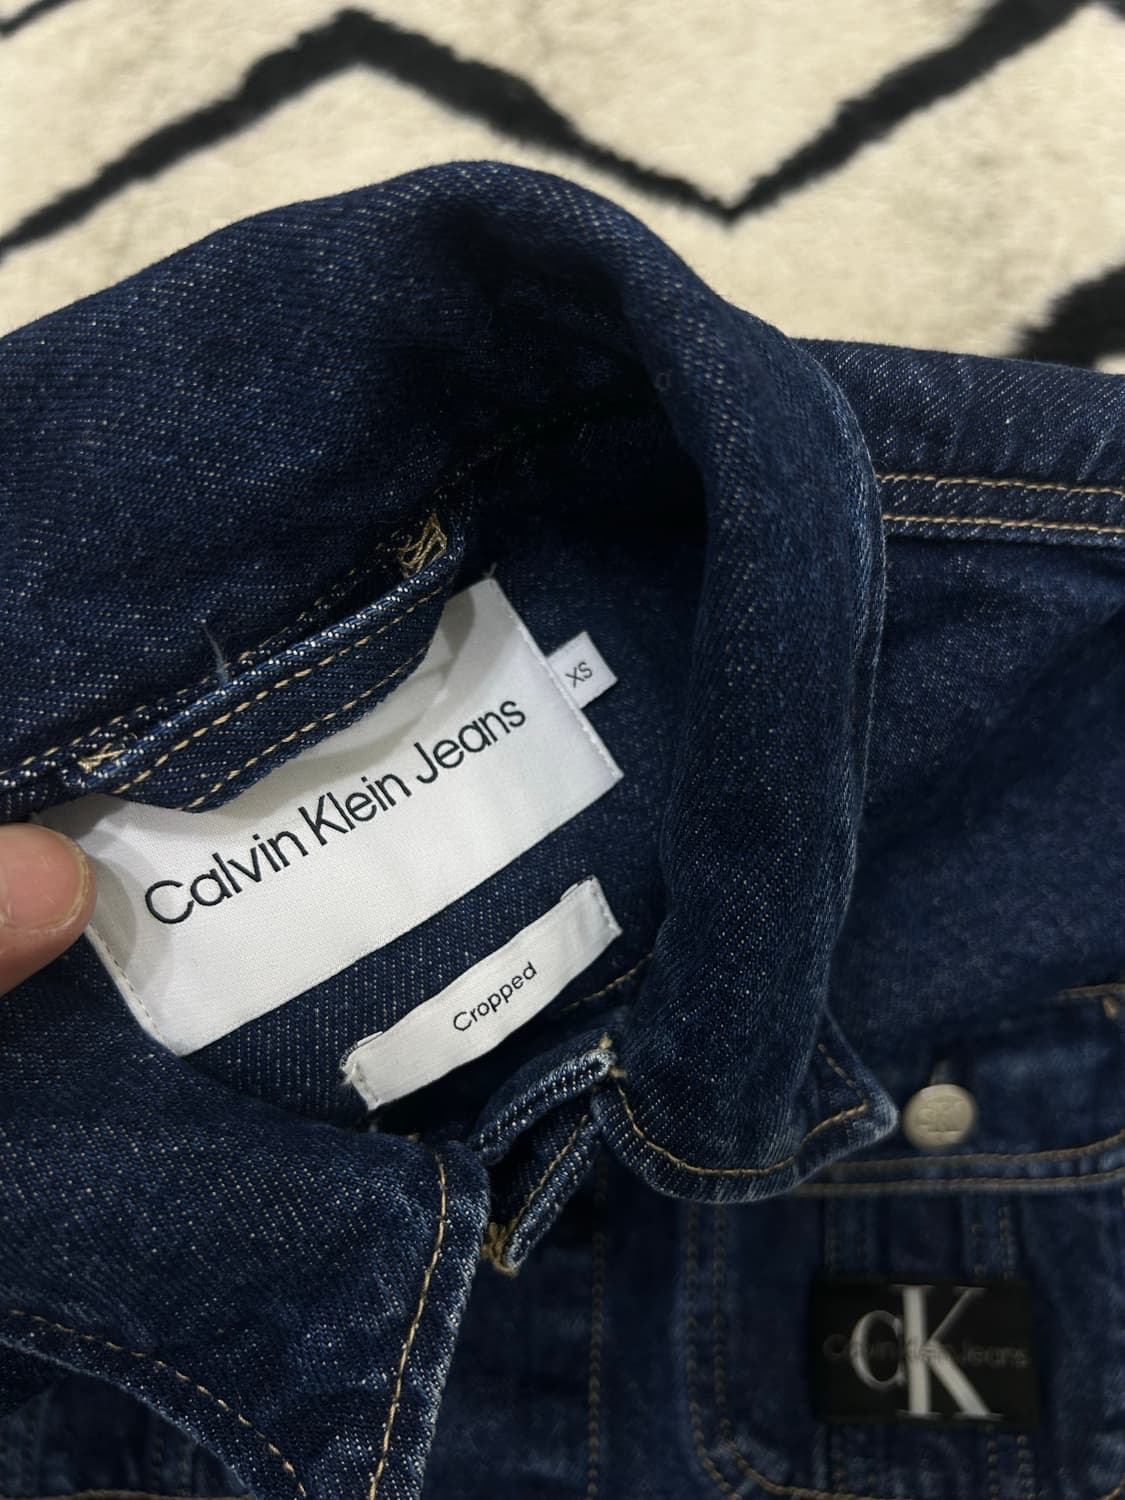 XS
Calvin Klein Jeans
Cropped
CK
Calvin Klein Jeans